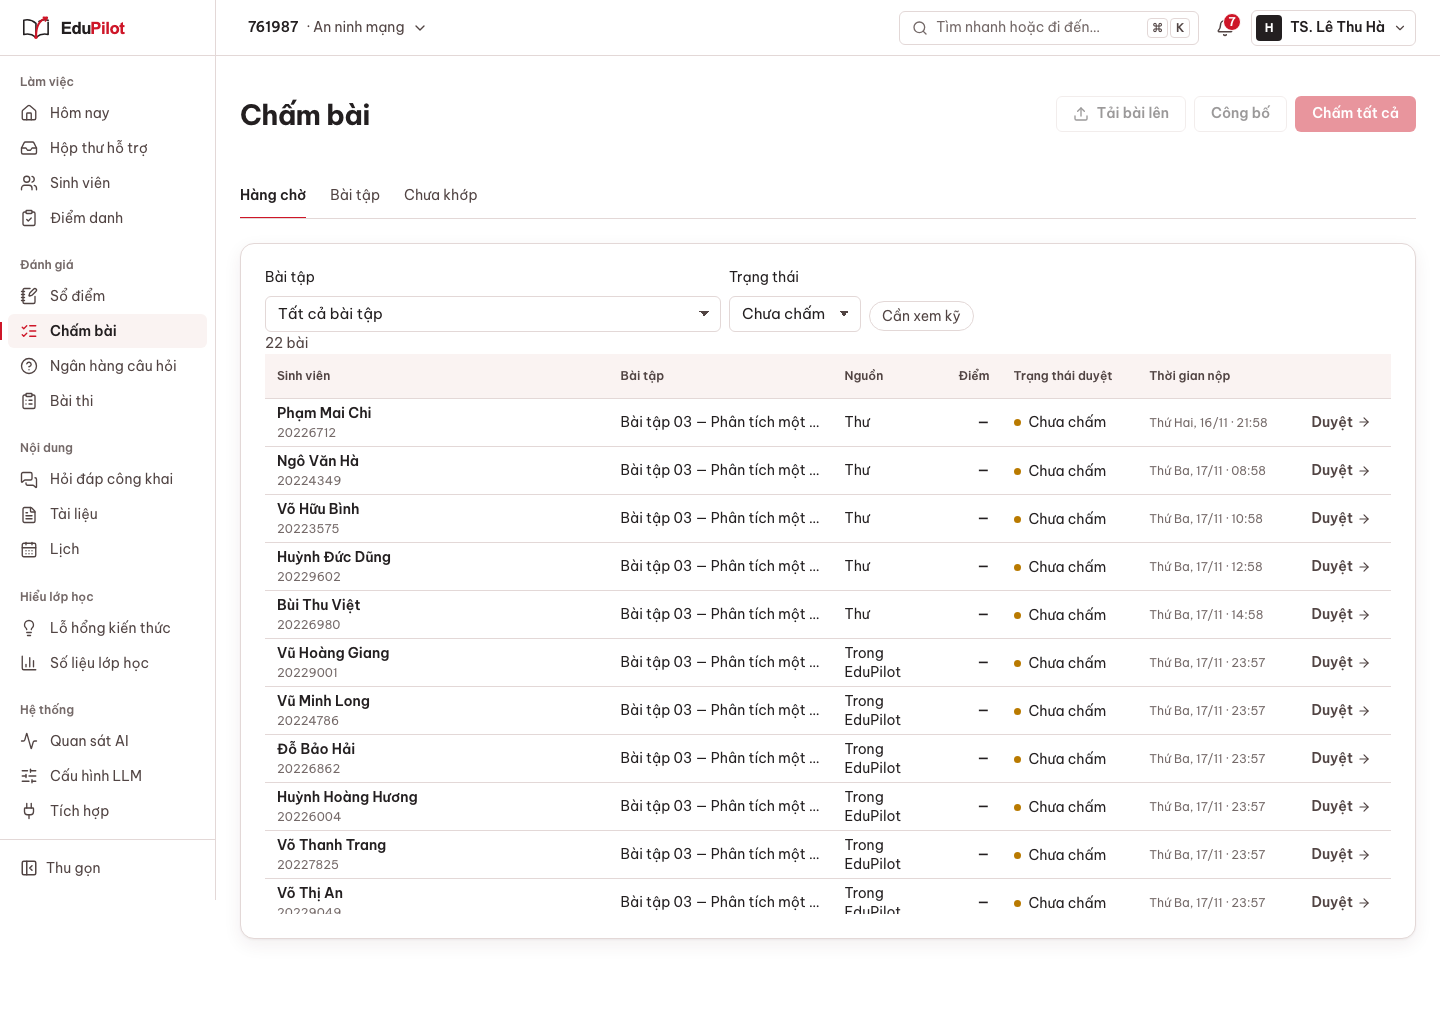 EduPilot
761987 · An ninh mạng
Tìm nhanh hoặc đi đến...
⌘ K
7
H
TS. Lê Thu Hà
Làm việc
Hôm nay
Hộp thư hỗ trợ
Sinh viên
Điểm danh
Đánh giá
Sổ điểm
Chấm bài
Ngân hàng câu hỏi
Bài thi
Nội dung
Hỏi đáp công khai
Tài liệu
Lịch
Hiểu lớp học
Lỗ hổng kiến thức
Số liệu lớp học
Hệ thống
Quan sát AI
Cấu hình LLM
Tích hợp
Thu gọn
Chấm bài
Tải bài lên
Công bố
Chấm tất cả
Hàng chờ Bài tập Chưa khớp
Bài tập Trạng thái
Tất cả bài tập Chưa chấm Cần xem kỹ
22 bài
Sinh viên Bài tập Nguồn Điểm Trạng thái duyệt Thời gian nộp
Phạm Mai Chi
20226712
Bài tập 03 — Phân tích một ... Thư — Chưa chấm Thứ Hai, 16/11 · 21:58 Duyệt →
Ngô Văn Hà
20224349
Bài tập 03 — Phân tích một ... Thư — Chưa chấm Thứ Ba, 17/11 · 08:58 Duyệt →
Võ Hữu Bình
20223575
Bài tập 03 — Phân tích một ... Thư — Chưa chấm Thứ Ba, 17/11 · 10:58 Duyệt →
Huỳnh Đức Dũng
20229602
Bài tập 03 — Phân tích một ... Thư — Chưa chấm Thứ Ba, 17/11 · 12:58 Duyệt →
Bùi Thu Việt
20226980
Bài tập 03 — Phân tích một ... Thư — Chưa chấm Thứ Ba, 17/11 · 14:58 Duyệt →
Vũ Hoàng Giang
20229001
Bài tập 03 — Phân tích một ... Trong EduPilot — Chưa chấm Thứ Ba, 17/11 · 23:57 Duyệt →
Vũ Minh Long
20224786
Bài tập 03 — Phân tích một ... Trong EduPilot — Chưa chấm Thứ Ba, 17/11 · 23:57 Duyệt →
Đỗ Bảo Hải
20226862
Bài tập 03 — Phân tích một ... Trong EduPilot — Chưa chấm Thứ Ba, 17/11 · 23:57 Duyệt →
Huỳnh Hoàng Hương
20226004
Bài tập 03 — Phân tích một ... Trong EduPilot — Chưa chấm Thứ Ba, 17/11 · 23:57 Duyệt →
Võ Thanh Trang
20227825
Bài tập 03 — Phân tích một ... Trong EduPilot — Chưa chấm Thứ Ba, 17/11 · 23:57 Duyệt →
Võ Thị An
20229049
Bài tập 03 — Phân tích một ... Trong EduPilot — Chưa chấm Thứ Ba, 17/11 · 23:57 Duyệt →